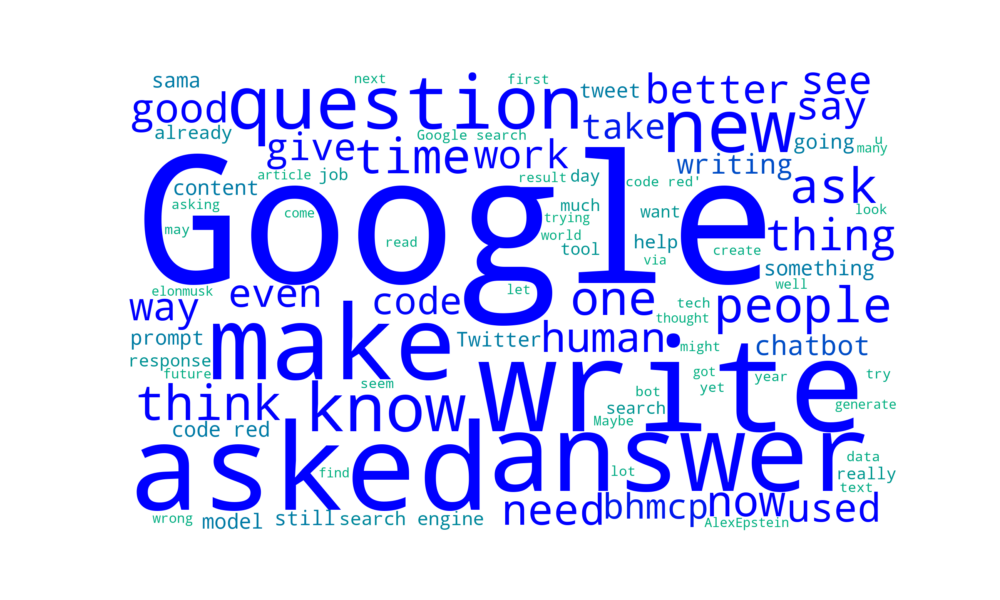 sama
next
first
tweet
better
see
good
question
take
new
say
already
Google search
going
many
u
give
time
work
writing
article
job
result
day
code red'
ask
content
Google
asking
come
much
want
look
may
trying
thing
read
world
tool
help
via
create
something
elonmusk
even
code
let
one
tech
people
well
way
make
thought
prompt
Twitter
human
might
chatbot
response
future
seem
write
got
yet
year
try
think
know
bot
search
Maybe
generate
code red
asked
answer
find
lot
data
really
text
need
bhmcp
now
used
wrong
model
still
search engine
AlexEpstein